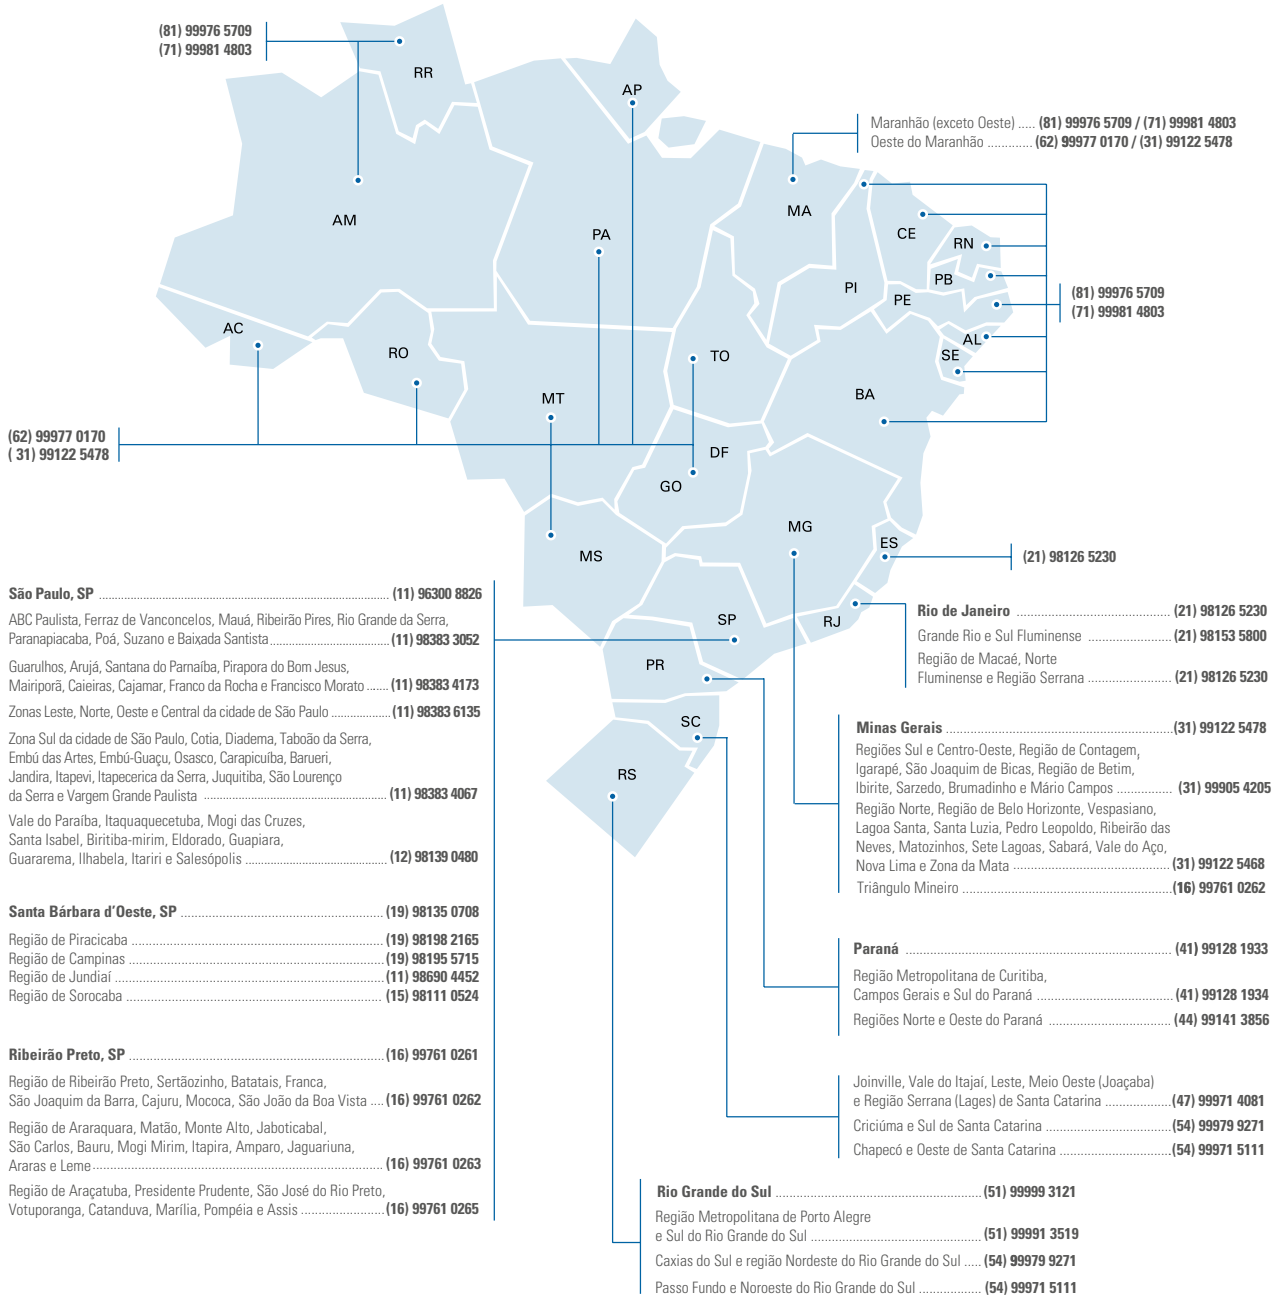 (81) 99976 5709
(71) 99981 4803
RR
AP
AM
PA
MA
PI
CE
RN
PB
PE
AL
SE
BA
AC
RO
MT
TO
DF
GO
MS
MG
ES
SP
RJ
PR
SC
RS
Maranhão (exceto Oeste) ..... (81) 99976 5709 / (71) 99981 4803
Oeste do Maranhão ............. (62) 99977 0170 / (31) 99122 5478
(81) 99976 5709
(71) 99981 4803
(62) 99977 0170
( 31) 99122 5478
(21) 98126 5230
São Paulo, SP ........ (11) 96300 8826
ABC Paulista, Ferraz de Vanconcelos, Mauá, Ribeirão Pires, Rio Grande da Serra,
Paranapiacaba, Poá, Suzano e Baixada Santista ........ (11) 98383 3052
Guarulhos, Arujá, Santana do Parnaíba, Pirapora do Bom Jesus,
Mairiporã, Caieiras, Cajamar, Franco da Rocha e Francisco Morato ...... (11) 98383 4173
Zonas Leste, Norte, Oeste e Central da cidade de São Paulo ........ (11) 98383 6135
Zona Sul da cidade de São Paulo, Cotia, Diadema, Taboão da Serra,
Embú das Artes, Embú-Guaçu, Osasco, Carapicuíba, Barueri,
Jandira, Itapevi, Itapecerica da Serra, Juquitiba, São Lourenço
da Serra e Vargem Grande Paulista ........ (11) 98383 4067
Vale do Paraíba, Itaquaquecetuba, Mogi das Cruzes,
Santa Isabel, Biritiba-mirim, Eldorado, Guapiara,
Guararema, Ilhabela, Itariri e Salesópolis ........ (12) 98139 0480
Santa Bárbara d'Oeste, SP ........ (19) 98135 0708
Região de Piracicaba ........ (19) 98198 2165
Região de Campinas ........ (19) 98195 5715
Região de Jundiaí ........ (11) 98690 4452
Região de Sorocaba ........ (15) 98111 0524
Ribeirão Preto, SP ........ (16) 99761 0261
Região de Ribeirão Preto, Sertãozinho, Batatais, Franca,
São Joaquim da Barra, Cajuru, Mococa, São João da Boa Vista .... (16) 99761 0262
Região de Araraquara, Matão, Monte Alto, Jaboticabal,
São Carlos, Bauru, Mogi Mirim, Itapira, Amparo, Jaguariuna,
Araras e Leme ........ (16) 99761 0263
Região de Araçatuba, Presidente Prudente, São José do Rio Preto,
Votuporanga, Catanduva, Marília, Pompéia e Assis ........ (16) 99761 0265
Rio de Janeiro ........ (21) 98126 5230
Grande Rio e Sul Fluminense ........ (21) 98153 5800
Região de Macaé, Norte
Fluminense e Região Serrana ........ (21) 98126 5230
Minas Gerais ........ (31) 99122 5478
Regiões Sul e Centro-Oeste, Região de Contagem,
Igarapé, São Joaquim de Bicas, Região de Betim,
Ibirite, Sarzedo, Brumadinho e Mário Campos ........ (31) 99905 4205
Região Norte, Região de Belo Horizonte, Vespasiano,
Lagoa Santa, Santa Luzia, Pedro Leopoldo, Ribeirão das
Neves, Matozinhos, Sete Lagoas, Sabará, Vale do Aço,
Nova Lima e Zona da Mata ........ (31) 99122 5468
Triângulo Mineiro ........ (16) 99761 0262
Paraná ........ (41) 99128 1933
Região Metropolitana de Curitiba,
Campos Gerais e Sul do Paraná ........ (41) 99128 1934
Regiões Norte e Oeste do Paraná ........ (44) 99141 3856
Joinville, Vale do Itajaí, Leste, Meio Oeste (Joaçaba)
e Região Serrana (Lages) de Santa Catarina ........ (47) 99971 4081
Criciúma e Sul de Santa Catarina ........ (54) 99979 9271
Chapecó e Oeste de Santa Catarina ........ (54) 99971 5111
Rio Grande do Sul ........ (51) 99999 3121
Região Metropolitana de Porto Alegre
e Sul do Rio Grande do Sul ........ (51) 99991 3519
Caxias do Sul e região Nordeste do Rio Grande do Sul ..... (54) 99979 9271
Passo Fundo e Noroeste do Rio Grande do Sul ........ (54) 99971 5111